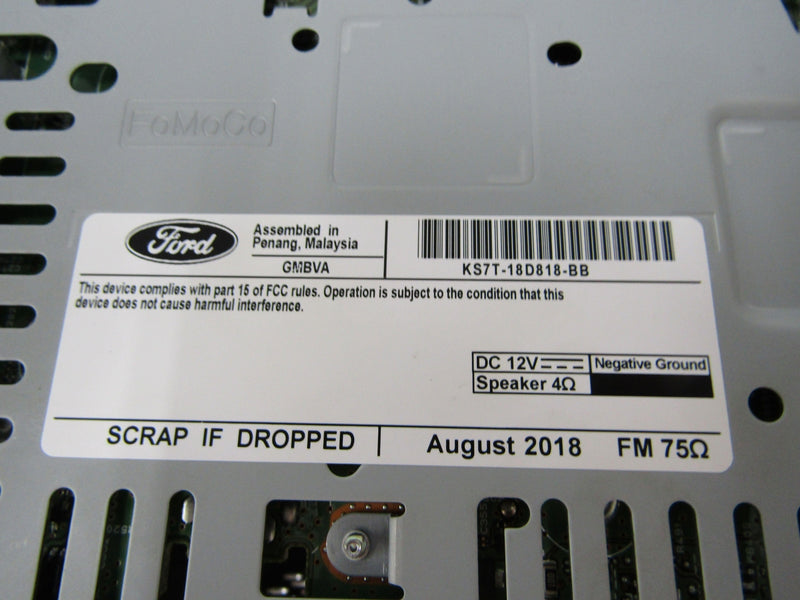 FoMoCo
Ford
Assembled in
Penang, Malaysia
GMBVA
KS7T-18D818-BB
This device complies with part 15 of FCC rules. Operation is subject to the condition that this
device does not cause harmful interference.
DC 12V
Negative Ground
Speaker 4Ω
SCRAP IF DROPPED
August 2018
FM 75Ω